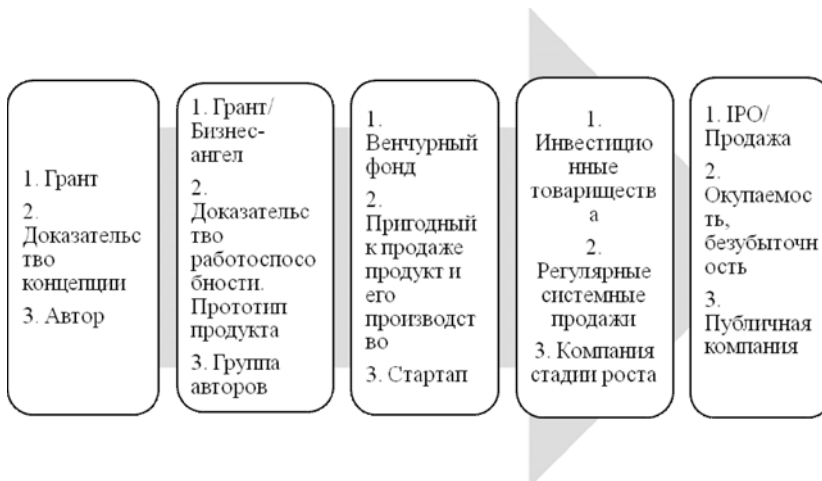 1. Грант
2.
Доказательс
тво
концепции
3. Автор
1. Грант/
Бизнес-
ангел
2.
Доказательс
тво
работоспосо
бности.
Прототип
продукта
3. Группа
авторов
1.
Венчурный
фонд
2.
Пригодный
к продаже
продукт и
его
производст
во
3. Стартап
1.
Инвестицио
нные
товариществ
а
2.
Регулярные
системные
продажи
3. Компания
стадии роста
1. IPO/
Продажа
2.
Окупаемос
ть,
безубыточн
ость
3.
Публичная
компания